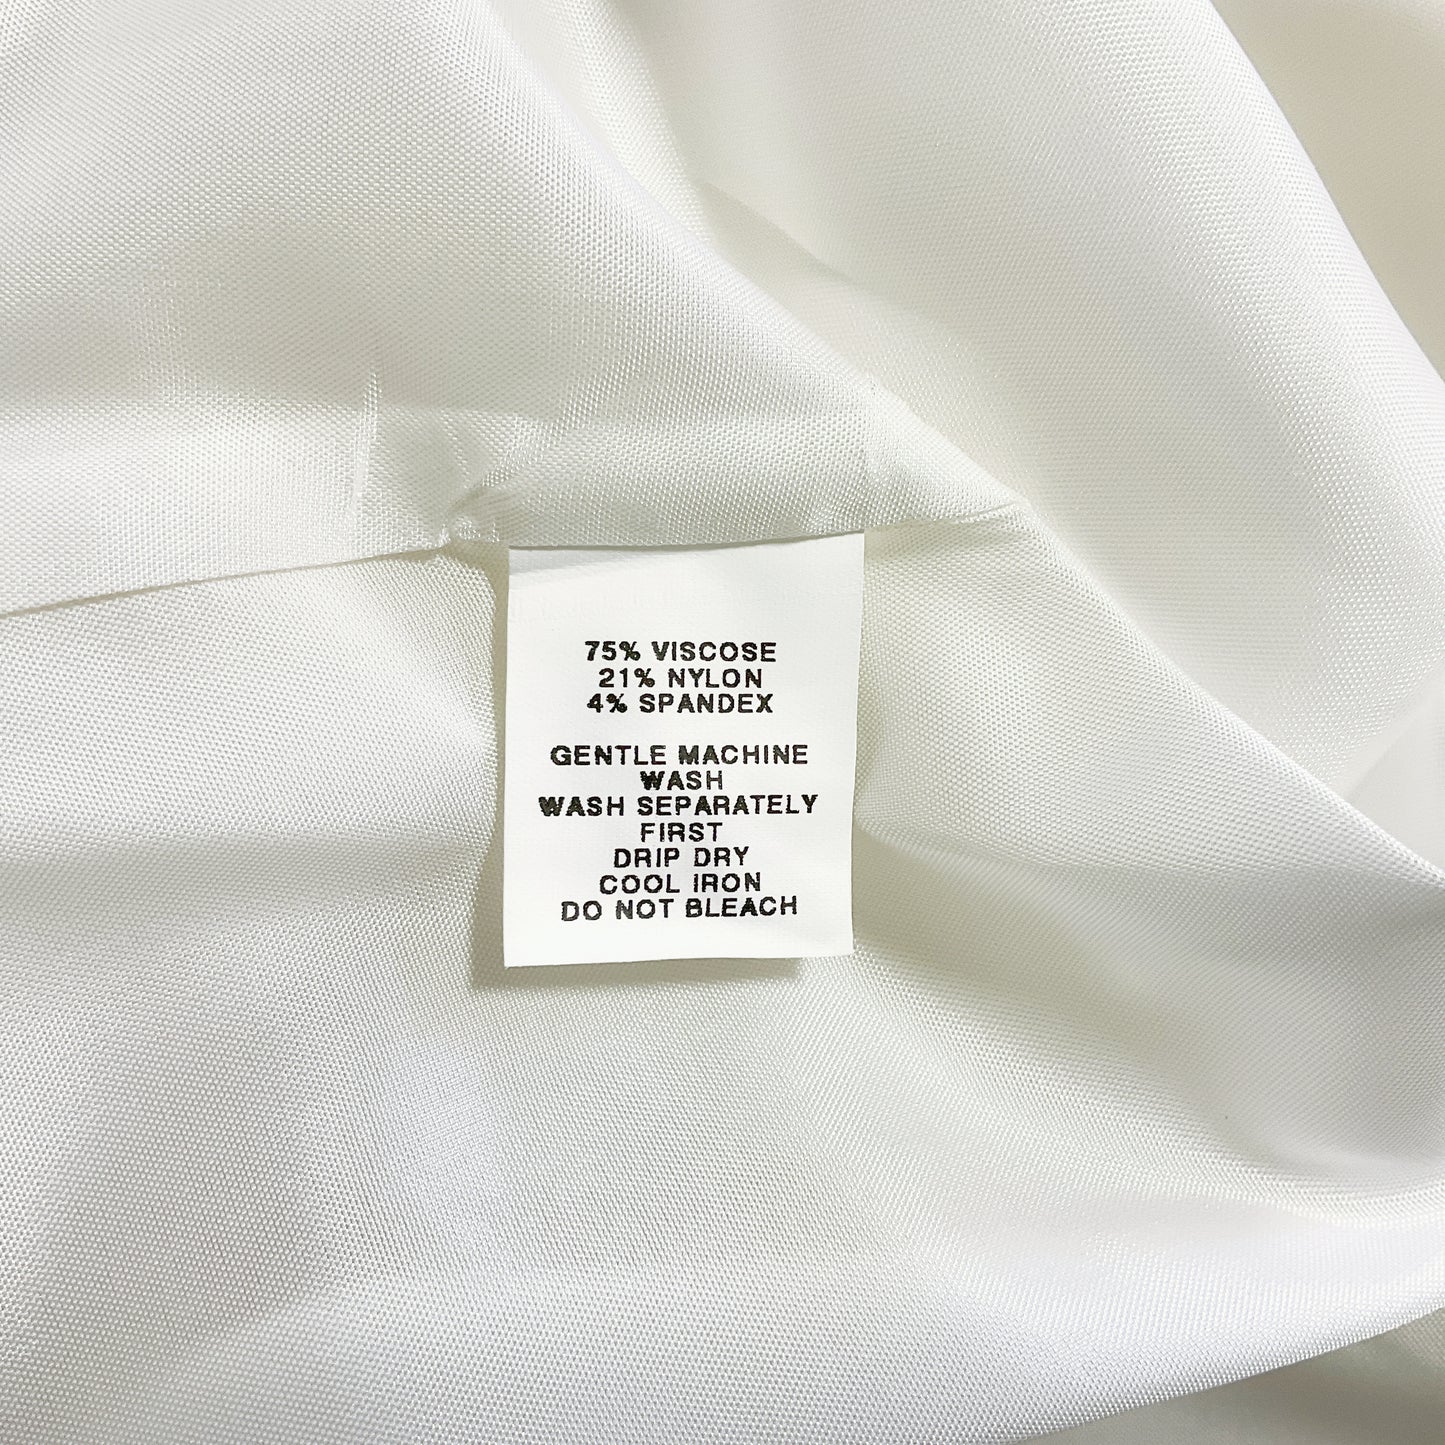 75% VISCOSE
21% NYLON
4% SPANDEX
GENTLE MACHINE
WASH
WASH SEPARATELY
FIRST
DRIP DRY
COOL IRON
DO NOT BLEACH